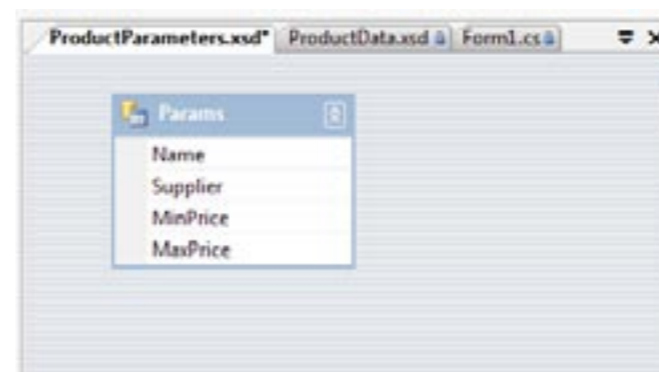 ProductParameters.xsd* ProductData.xsd Form1.cs
Params
Name
Supplier
MinPrice
MaxPrice